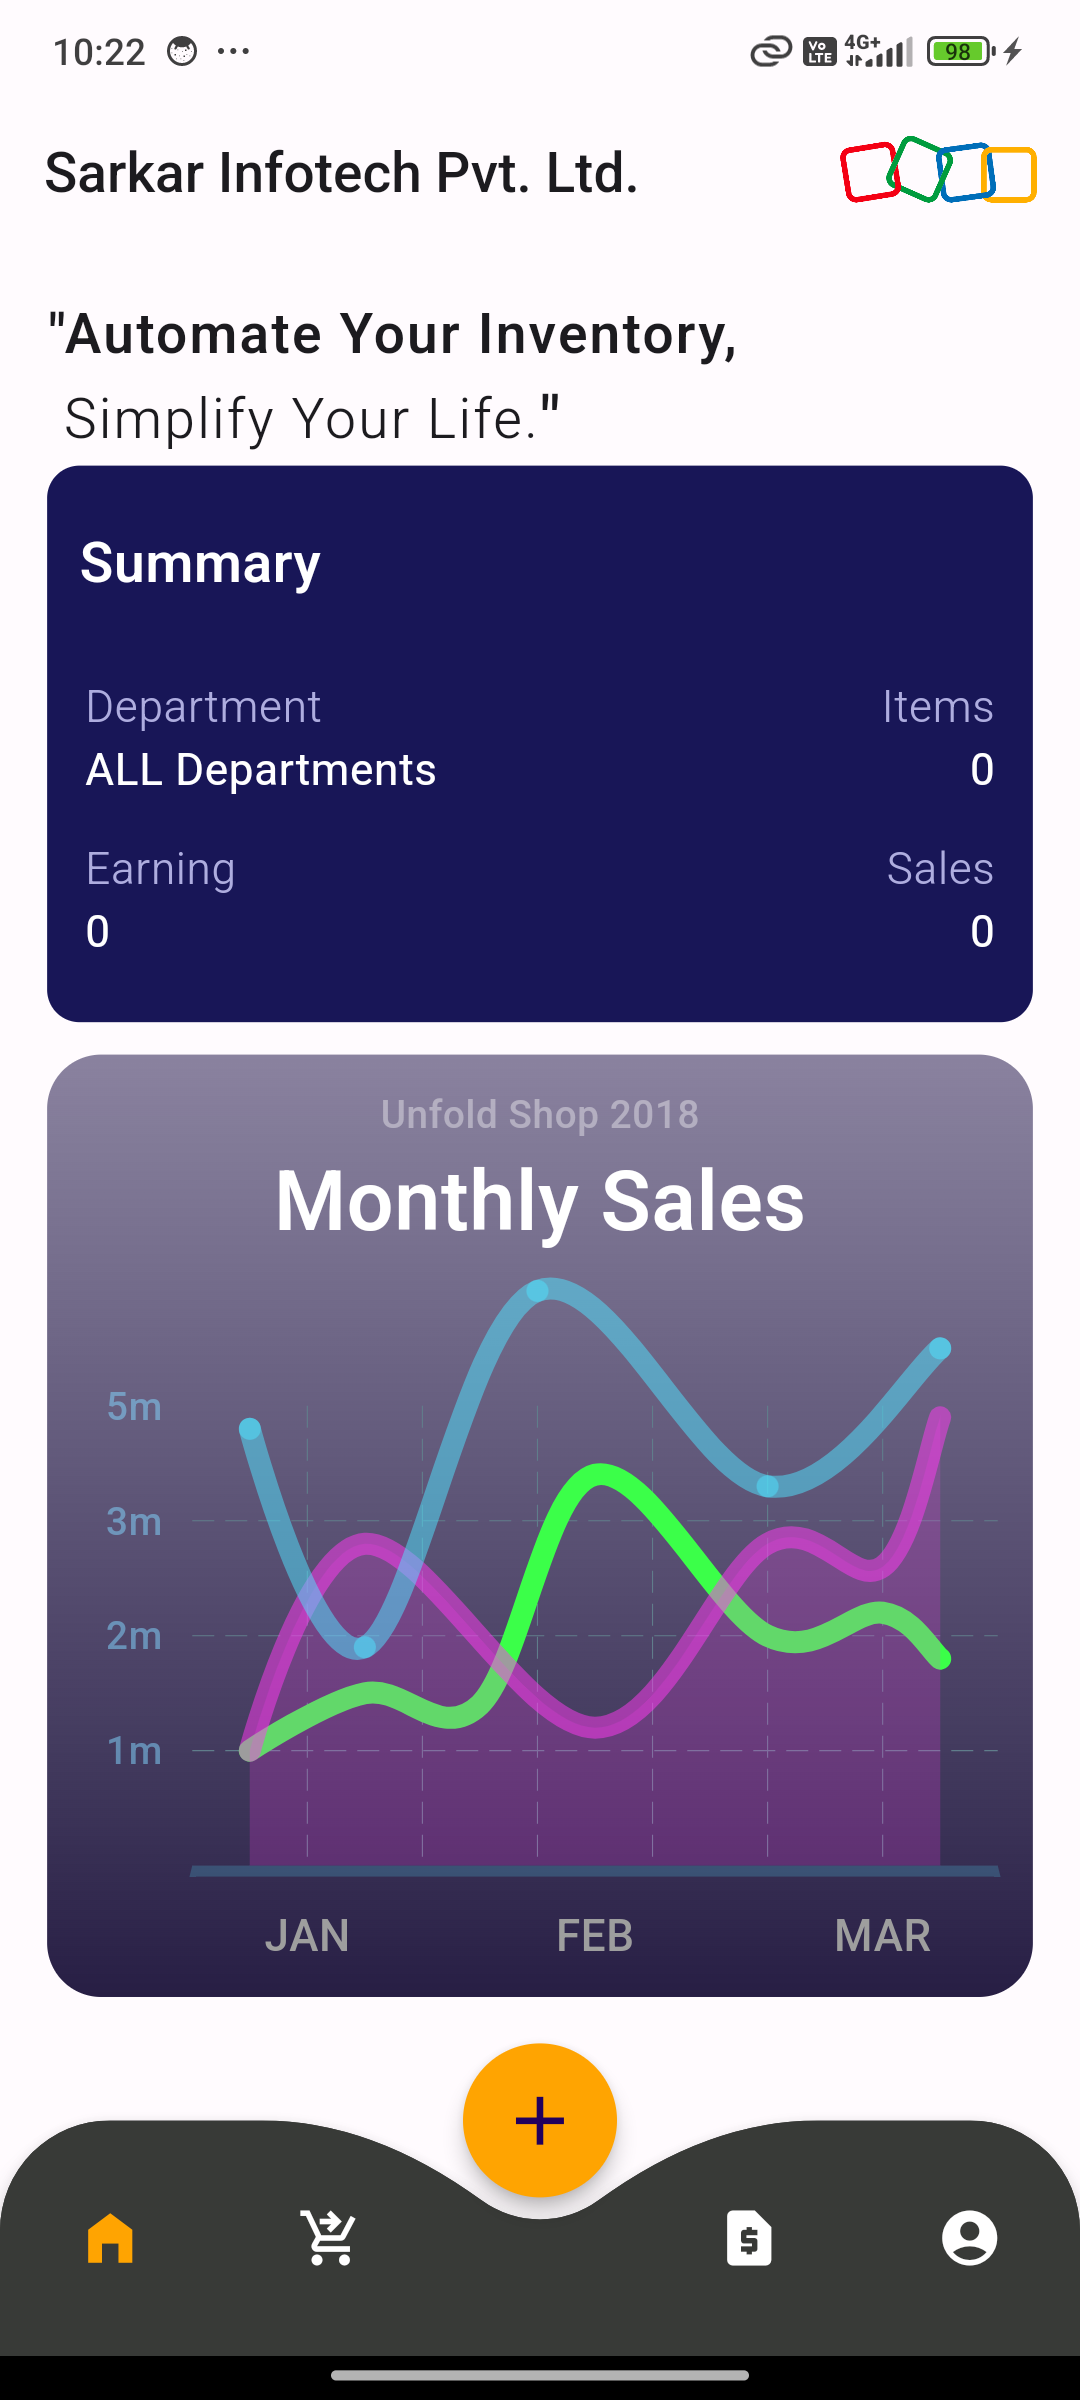 10:22
Vo LTE
4G+
98
Sarkar Infotech Pvt. Ltd.
"Automate Your Inventory,
Simplify Your Life."
Summary
Department Items
ALL Departments 0
Earning Sales
0 0
Unfold Shop 2018
Monthly Sales
5m
3m
2m
1m
JAN FEB MAR